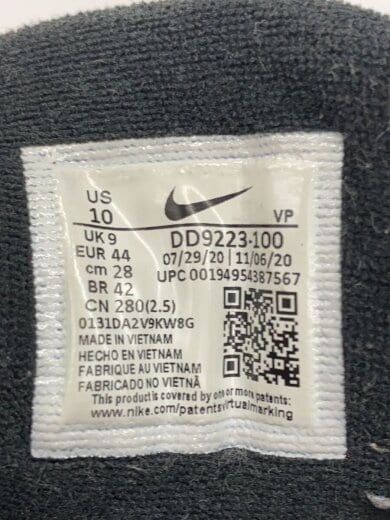 US
10
VP
UK 9
DD9223-100
EUR 44
07/29/20 | 11/06/20
cm 28
UPC 00194954387567
BR 42
CN 280(2.5)
0131DA2V9KW8G
MADE IN VIETNAM
HECHO EN VIETNAM
FABRIQUE AU VIETNAM
FABRICADO NO VIETNÃ
This product is covered by one or more patents:
www.nike.com/patentsvirtualmarking